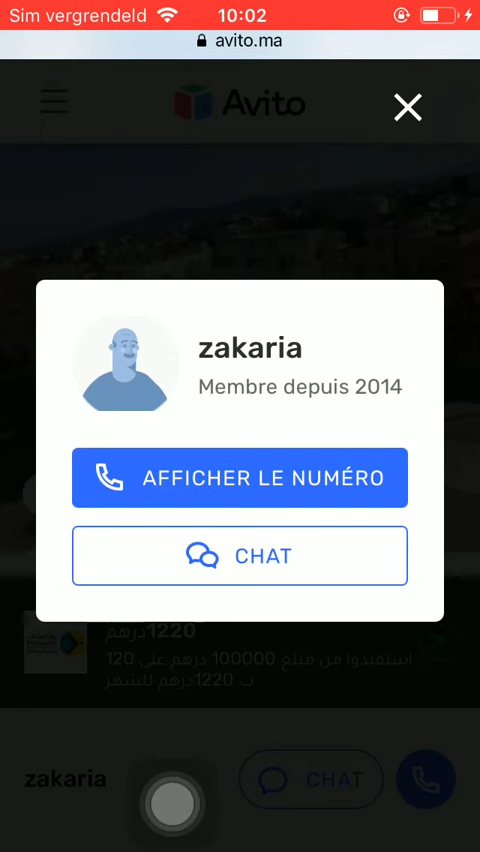 Sim vergrendeld 10:02
avito.ma
Avito
zakaria
Membre depuis 2014
AFFICHER LE NUMÉRO
CHAT
1220درهم
استفيدوا من مبلغ 100000 درهم على 120
ب 1220درهم للشهر
zakaria CHAT